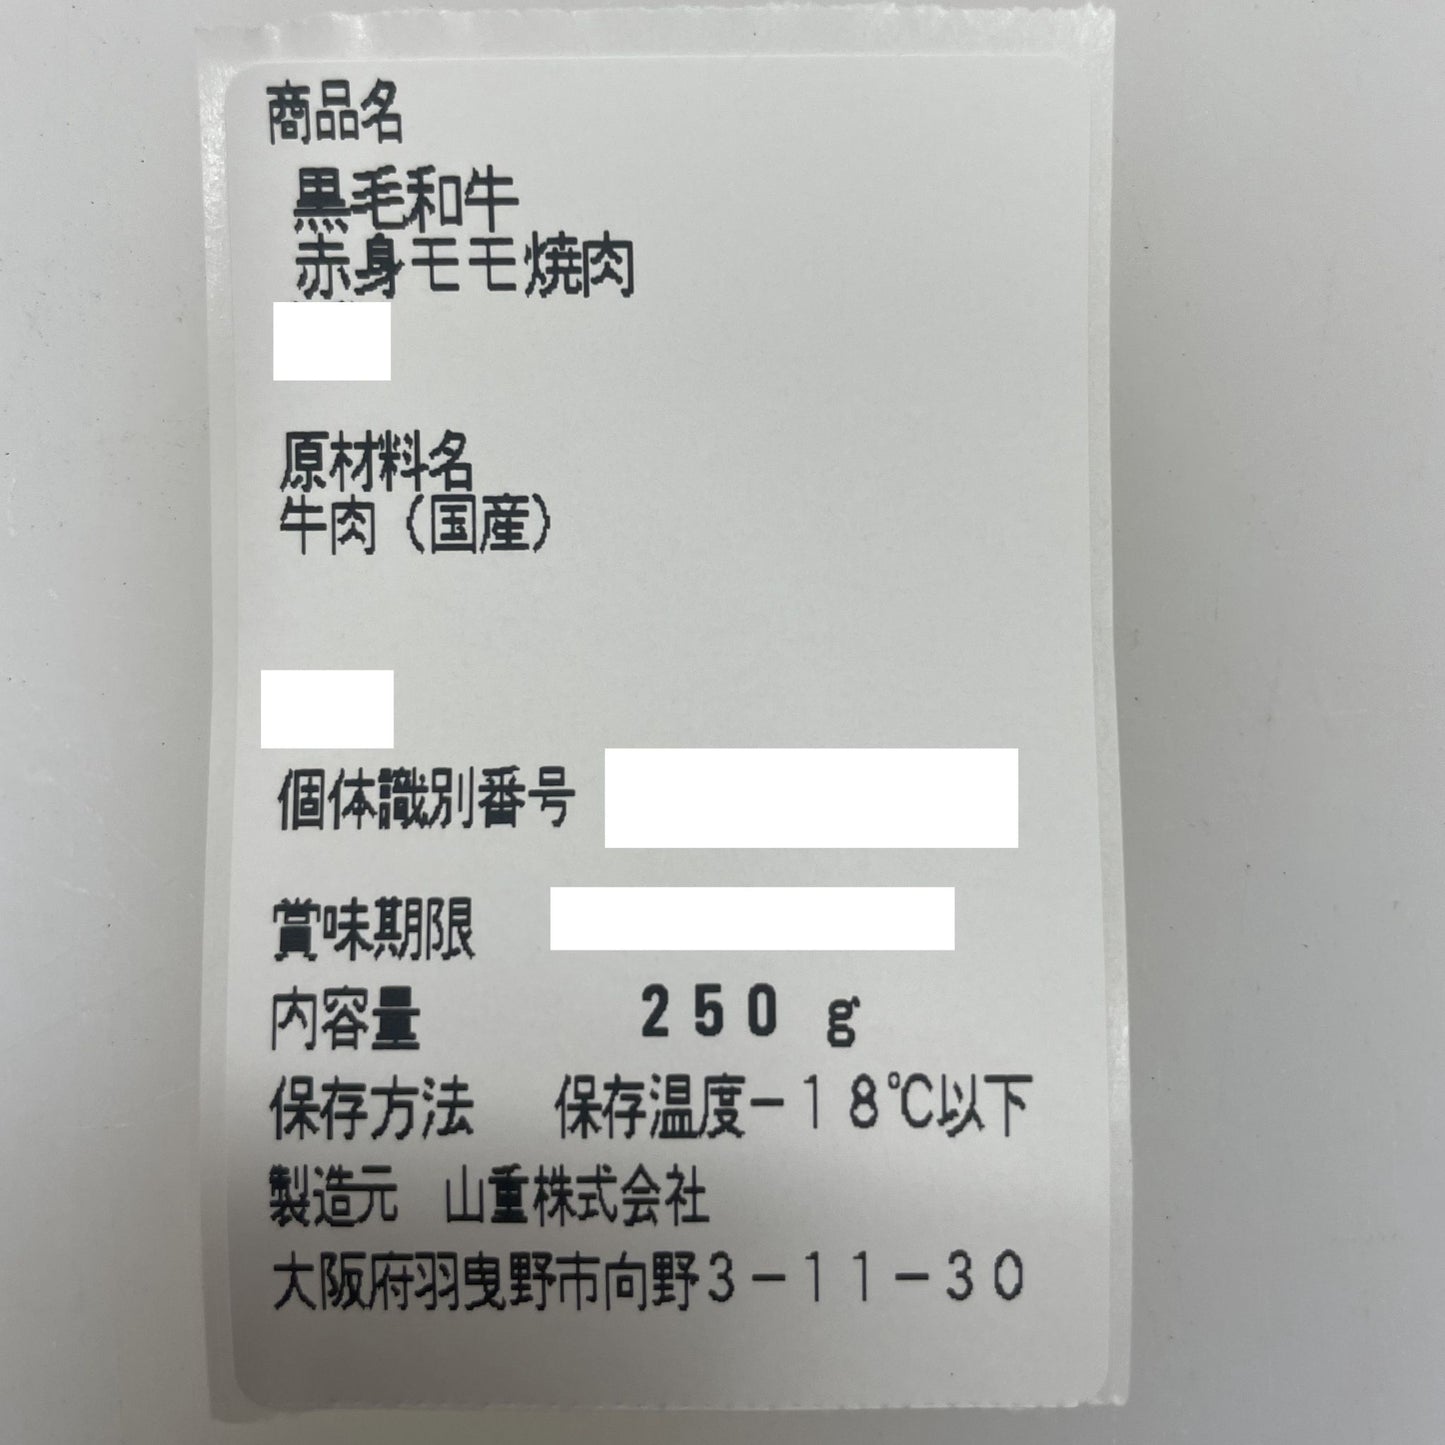 商品名
黒毛和牛
赤身モモ焼肉
原材料名
牛肉（国産）
個体識別番号
賞味期限
内容量 250 g
保存方法 保存温度－18℃以下
製造元 山重株式会社
大阪府羽曳野市向野3－11－30